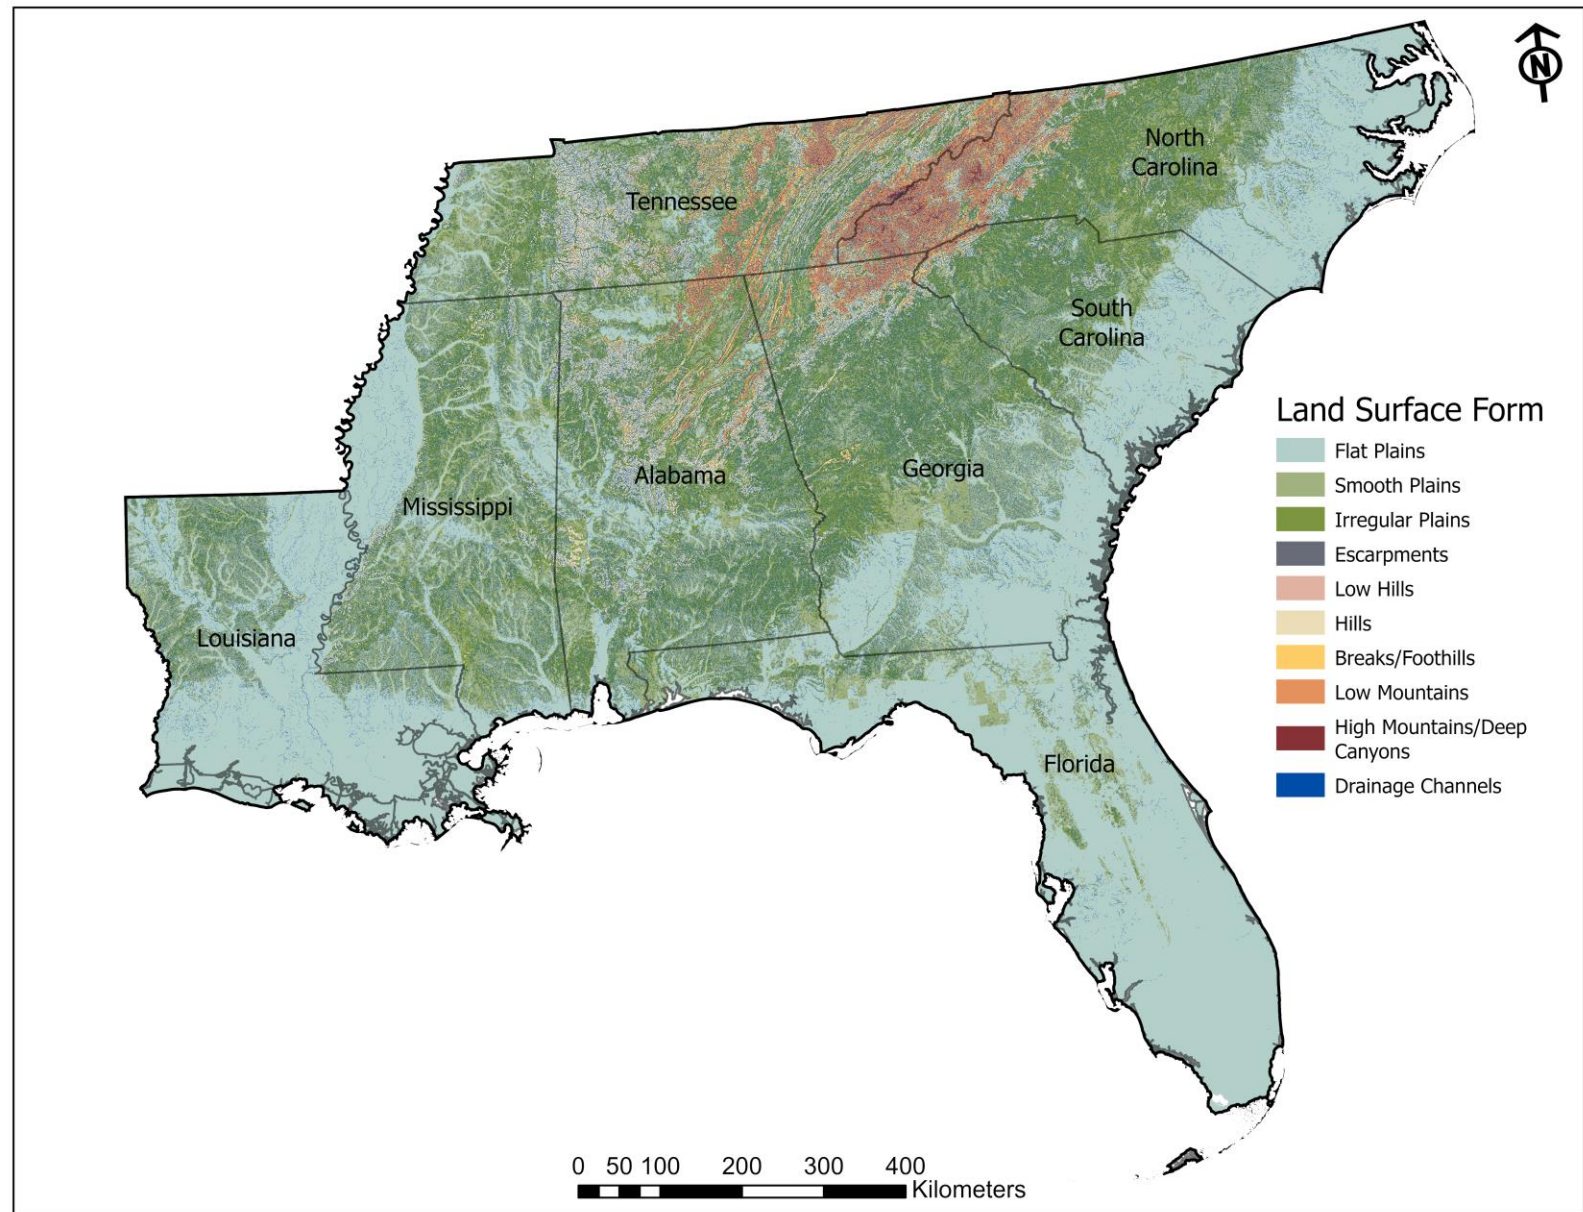 N
North
Carolina
Tennessee
South
Carolina
Land Surface Form
Flat Plains
Smooth Plains
Irregular Plains
Escarpments
Low Hills
Hills
Breaks/Foothills
Low Mountains
High Mountains/Deep
Canyons
Drainage Channels
Georgia
Alabama
Mississippi
Louisiana
Florida
0 50 100 200 300 400
Kilometers